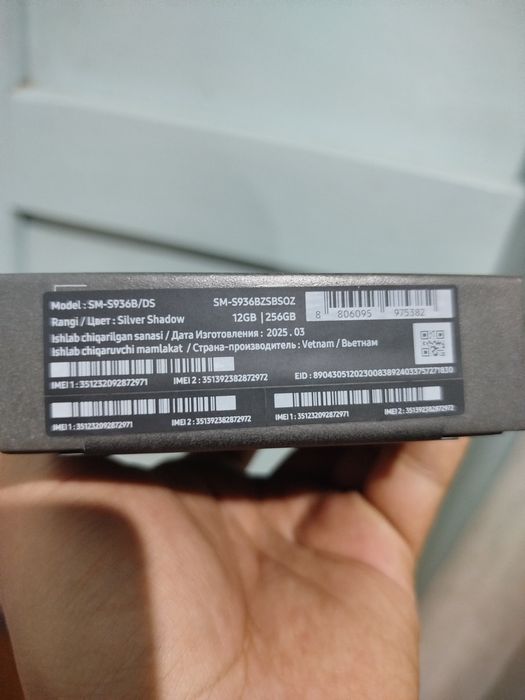 Model : SM-S936B/DS SM-S936BZSBSOZ
Rangi / Цвет : Silver Shadow 12GB | 256GB
8 806095 975382
Ishlab chiqarilgan sanasi / Дата Изготовления : 2025 . 03
Ishlab chiqaruvchi mamlakat / Страна-производитель : Vetnam / Вьетнам
IMEI 1 : 351232092872971 IMEI 2 : 351392382872972 EID : 89043051202300838924033757271830
IMEI 1 : 351232092872971 IMEI 2 : 351392382872972 IMEI 1 : 351232092872971 IMEI 2 : 351392382872972